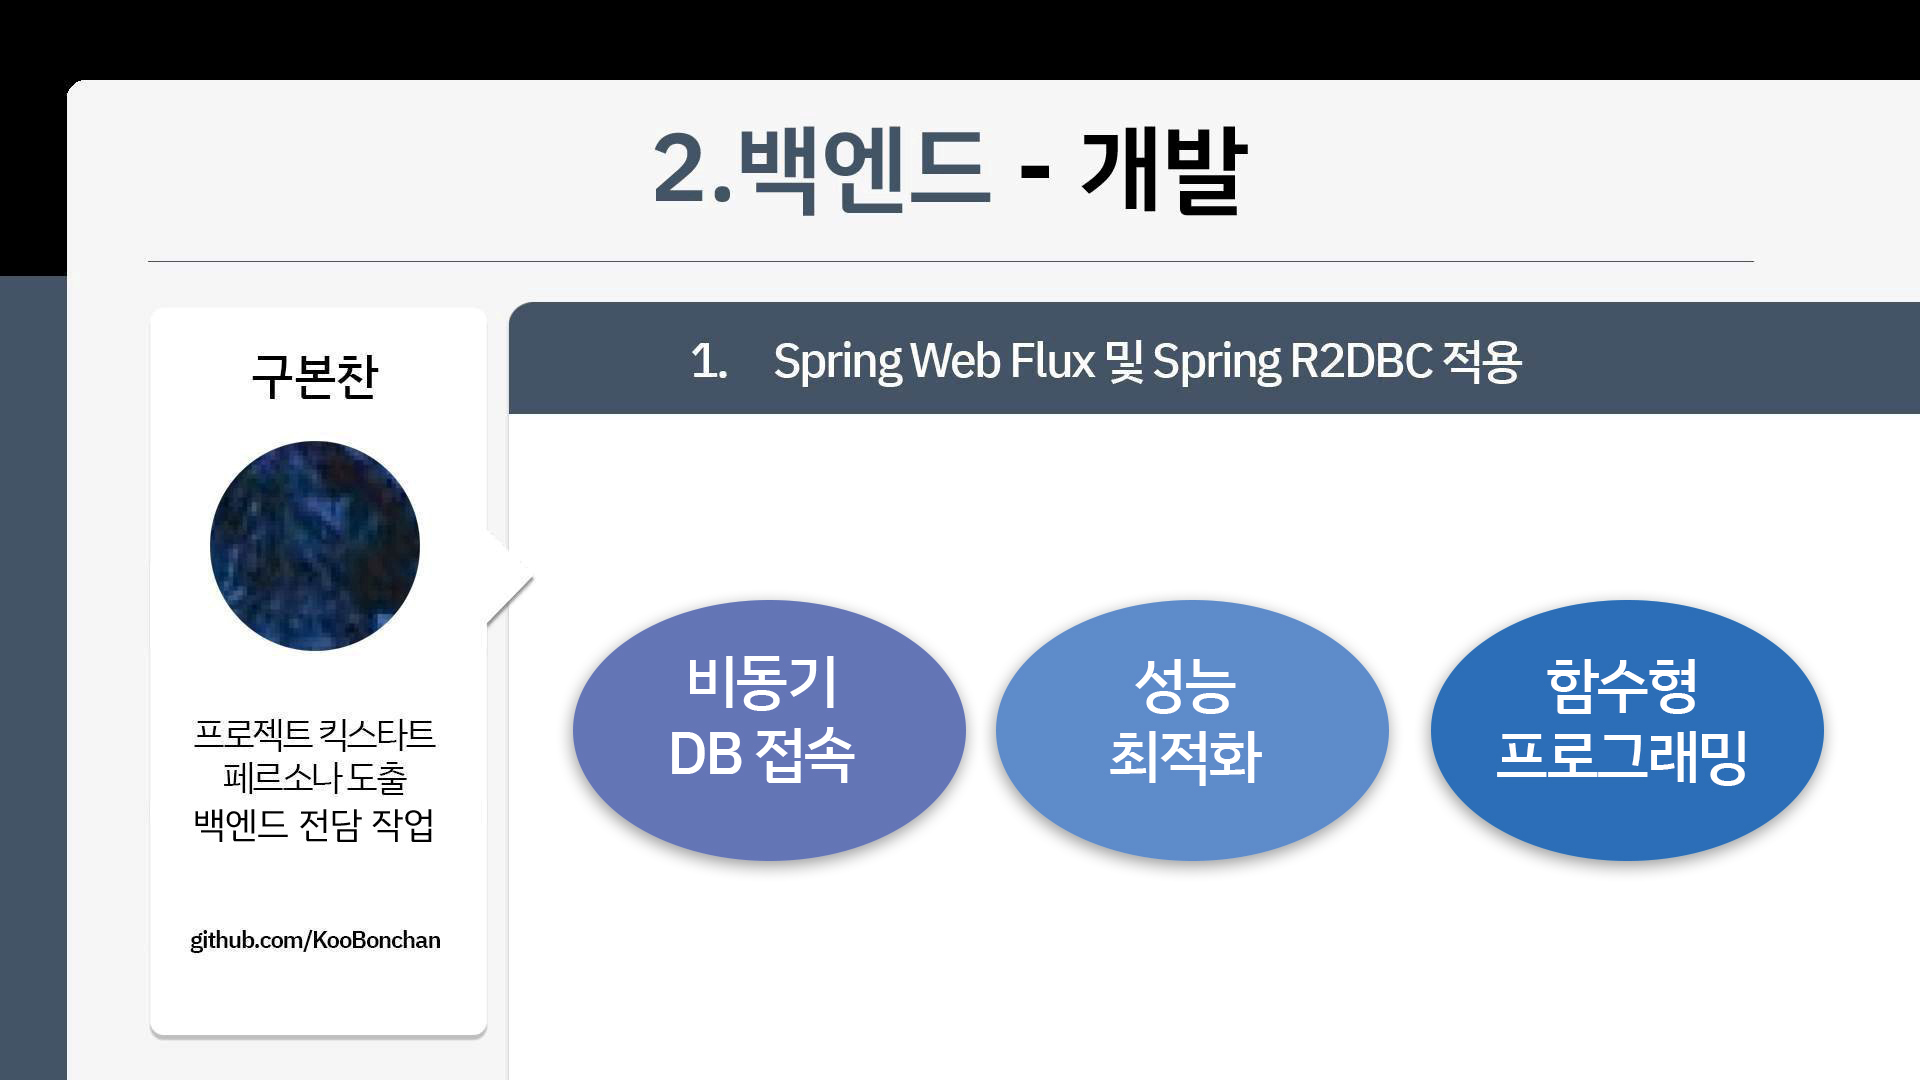 2.백엔드 - 개발
구본찬
프로젝트 킥스타트
페르소나 도출
백엔드 전담 작업
github.com/KooBonchan
1. Spring Web Flux 및 Spring R2DBC 적용
비동기
DB 접속
성능
최적화
함수형
프로그래밍